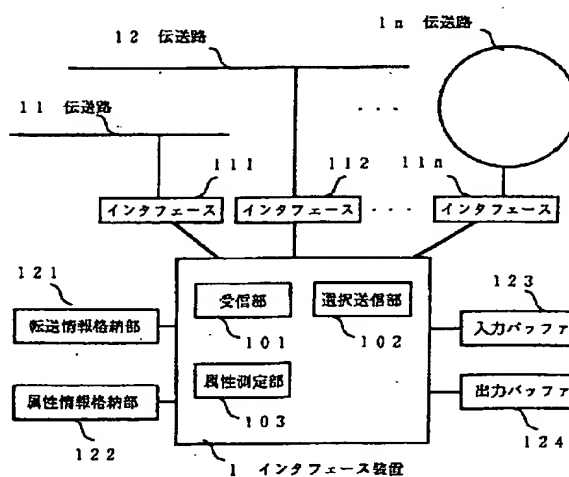 1n 伝送路
12 伝送路
11 伝送路
...
111
112
11n
インタフェース
インタフェース
...
インタフェース
121
転送情報格納部
受信部
101
選択送信部
102
123
入力バッファ
属性情報格納部
122
属性測定部
103
出力バッファ
124
1 インタフェース装置